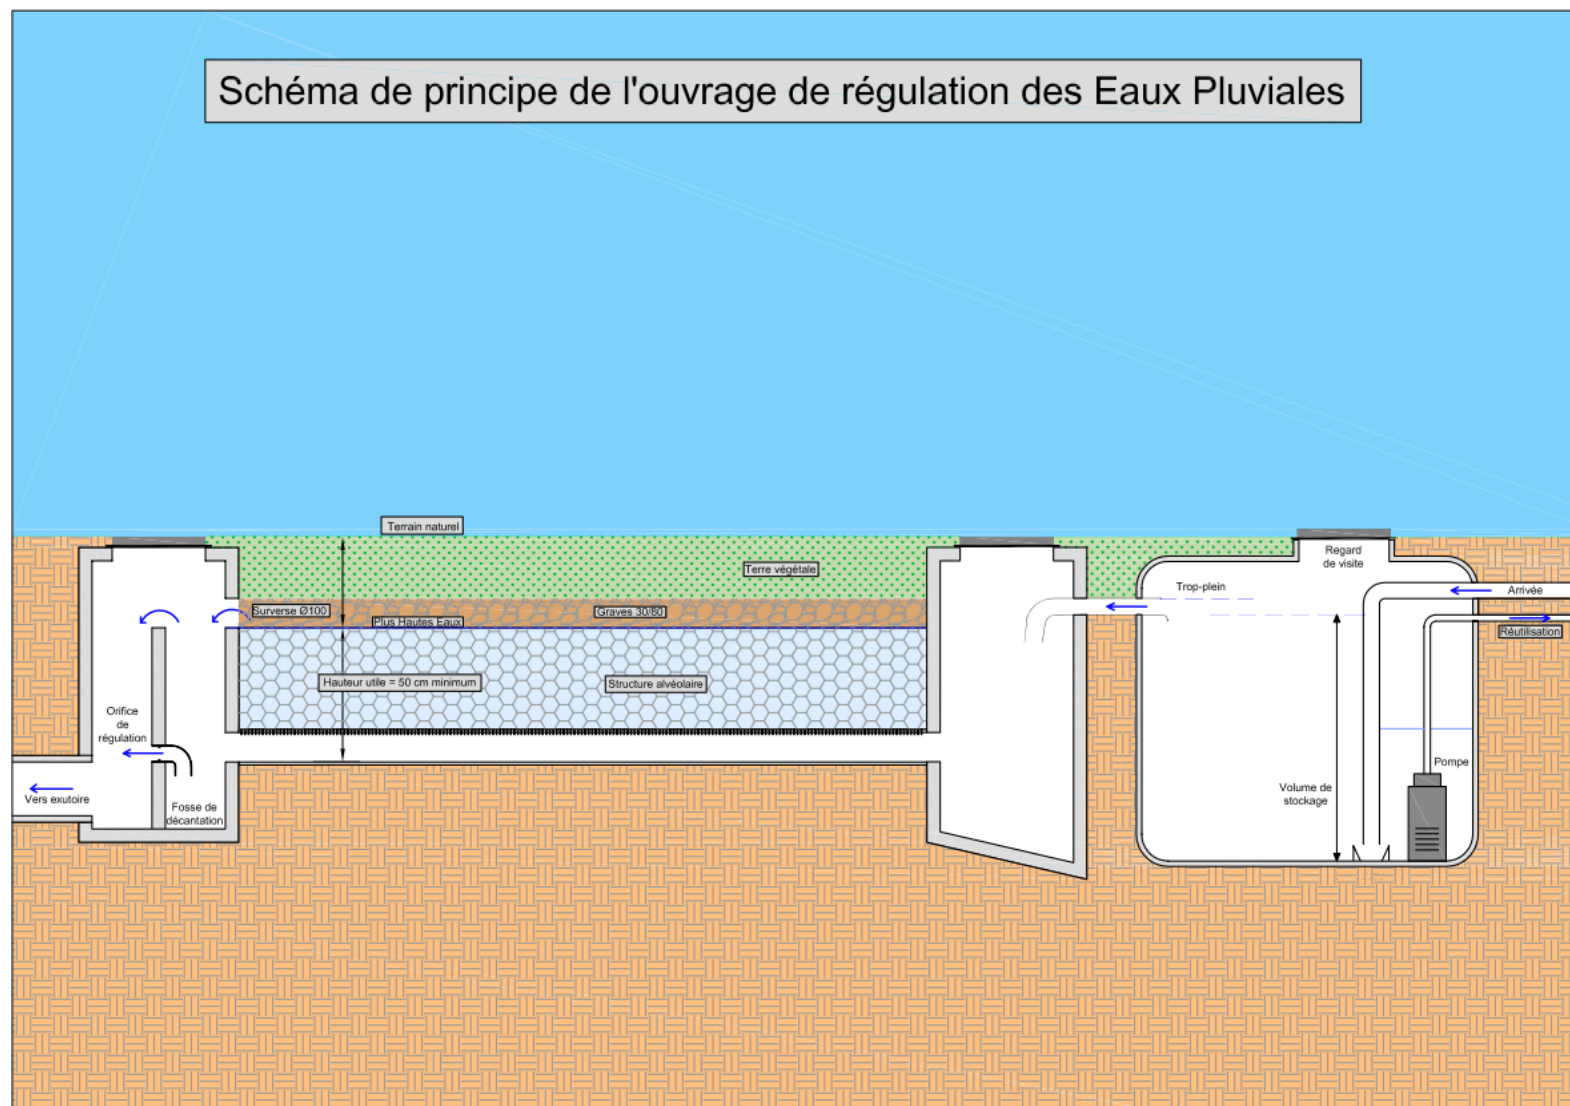 Schéma de principe de l'ouvrage de régulation des Eaux Pluviales
Terrain naturel
Regard
de visite
Terre végétale
Trop-plein
Arrivée
Surverse Ø100
Graves 30/80
Plus Hautes Eaux
Réutilisation
Hauteur utile = 50 cm minimum
Structure alvéolaire
Orifice
de
régulation
Pompe
Volume de
stockage
Vers exutoire
Fosse de
décantation